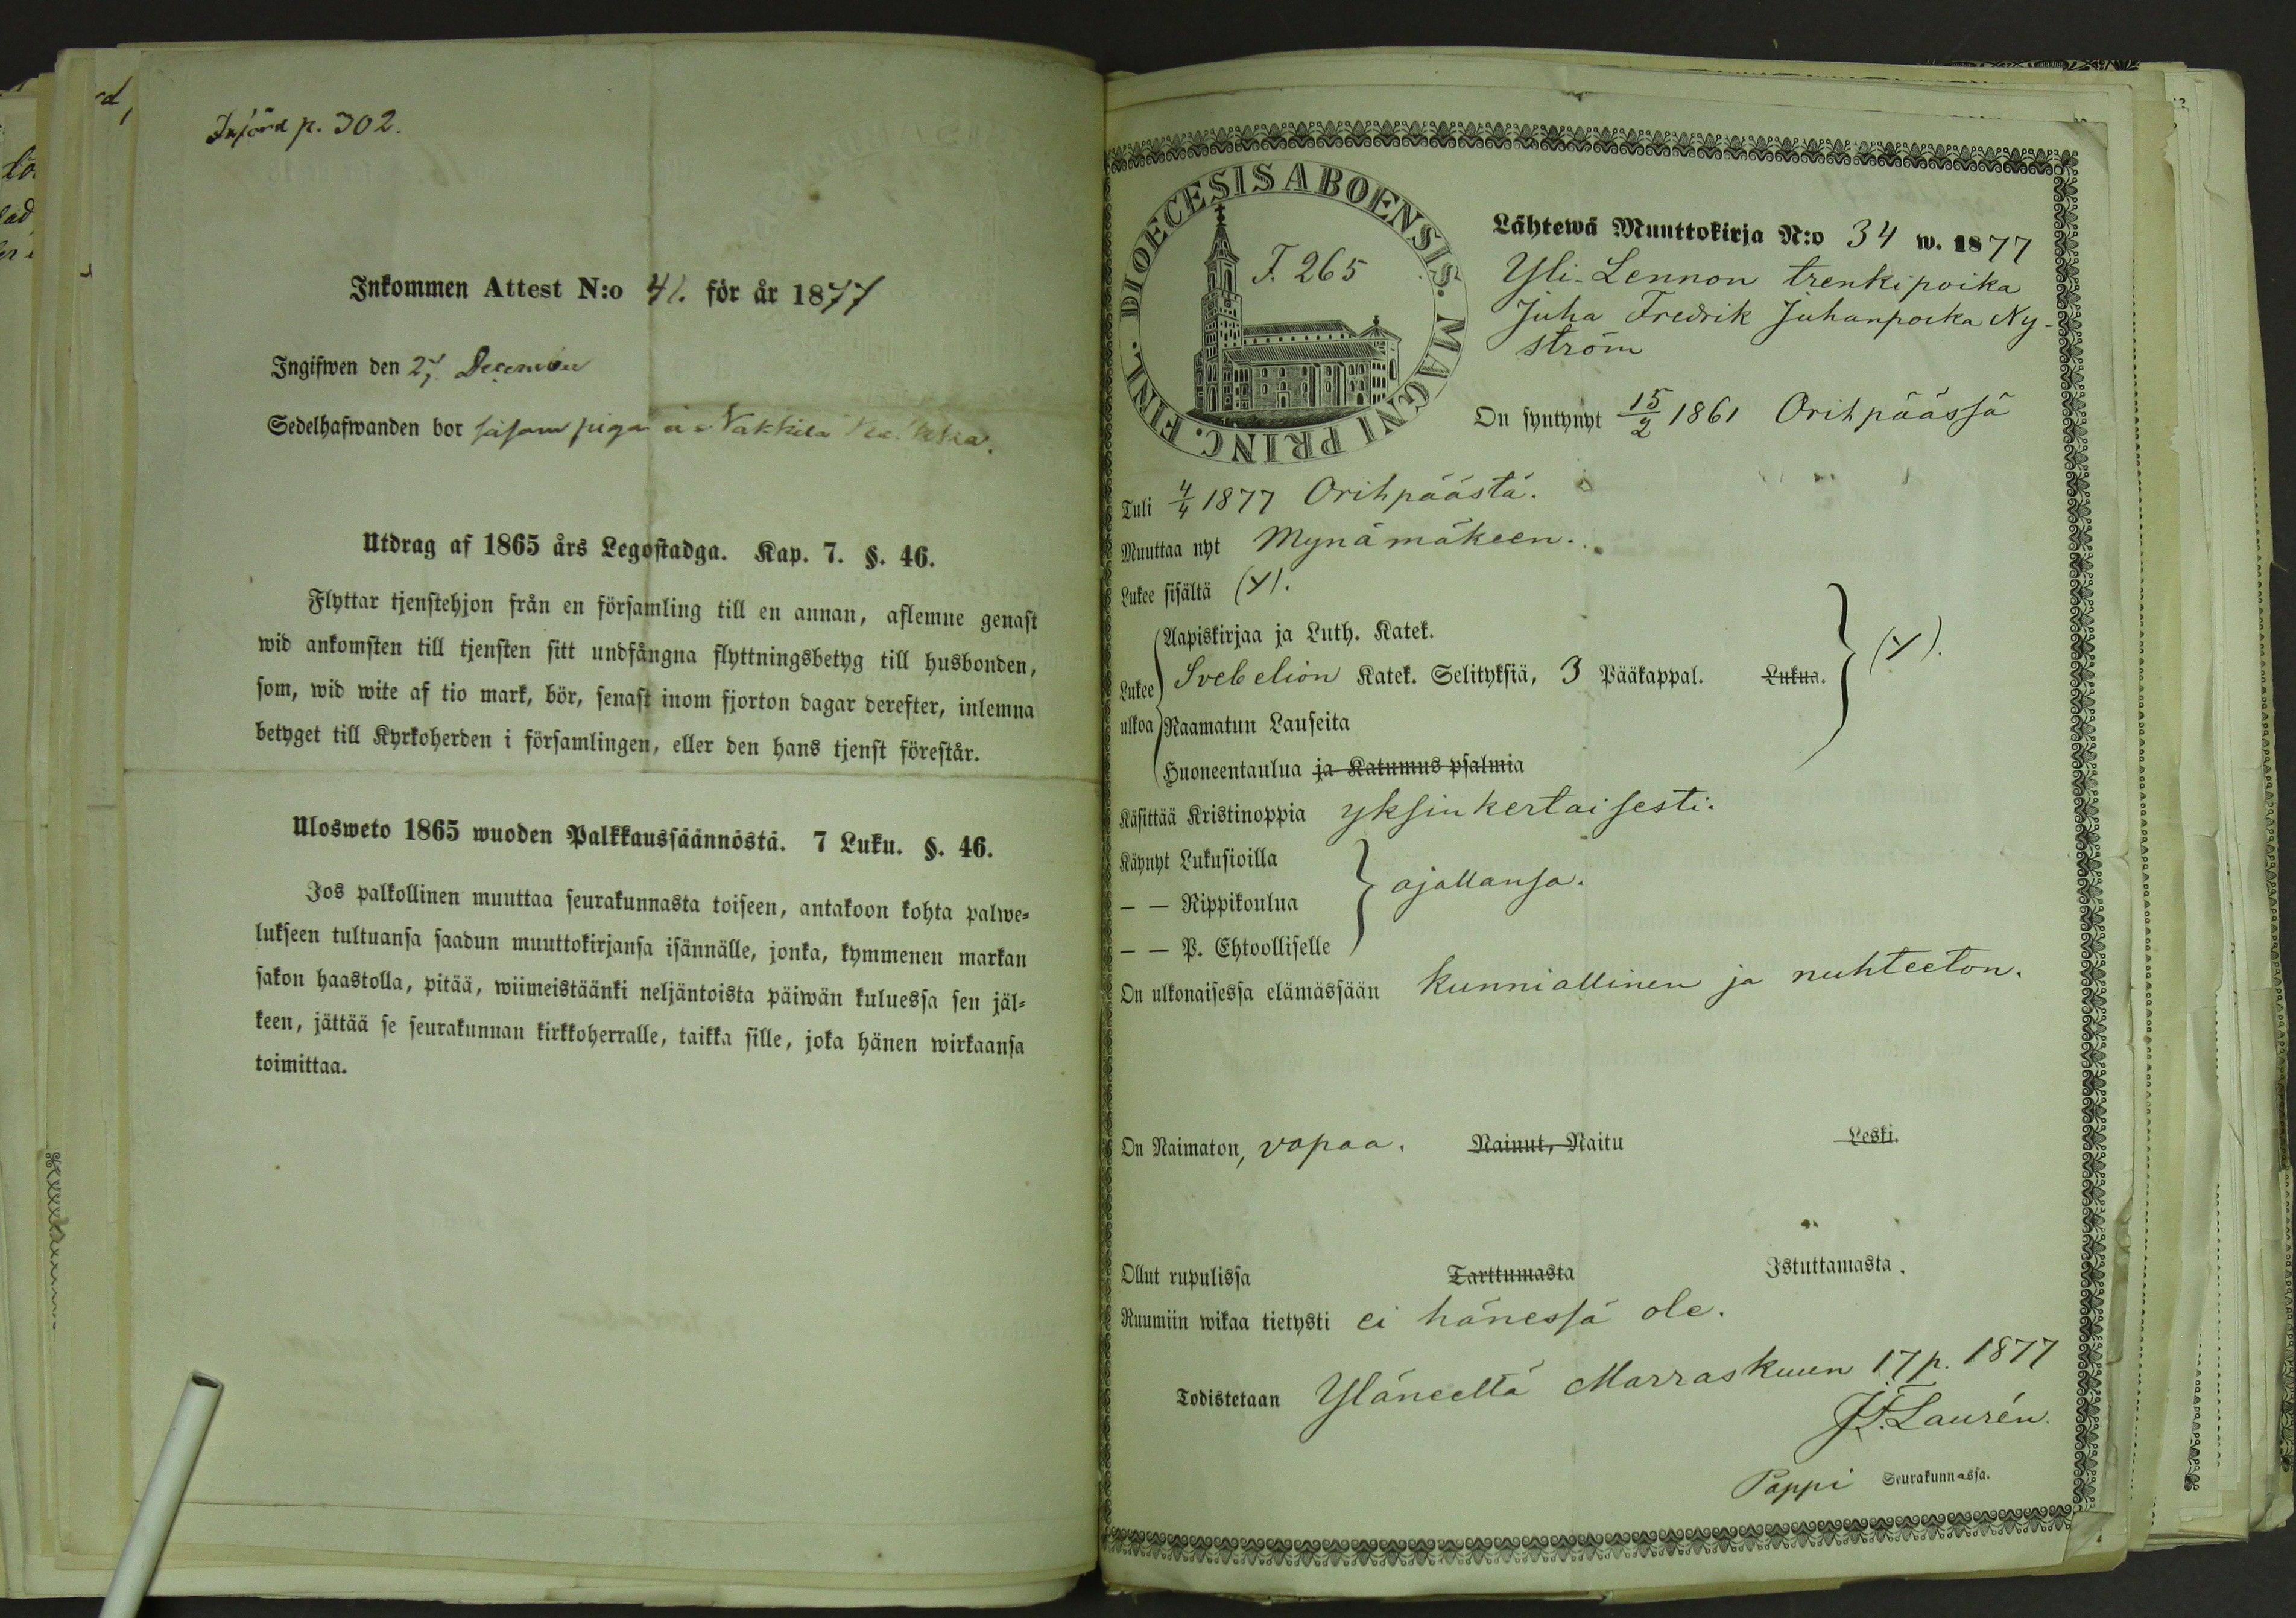 Införd p. 302.
Inkommen Attest N:o 41. för år 1877
Ingifwen den 27. December
Sedelhafwanden bor såsom piga å Nakkila
Utdrag af 1865 års Legostadga. Kap. 7. §. 46.
Flyttar tjenstehjon från en församling till en annan, aflemne genast
wid ankomsten till tjensten sitt undfångna flyttningsbetyg till husbonden,
som, wid wite af tio mark, bör, senast inom fjorton dagar derefter, inlemna
betyget till Kyrkoherden i församlingen, eller den hans tjenst förestår.
Ulosweto 1865 wuoden Palkkaussäännöstä. 7 Luku. §. 46.
Jos palkollinen muuttaa seurakunnasta toiseen, antakoon kohta palwe-
lukseen tultuansa saadun muuttokirjansa isännälle, jonka, kymmenen markan
sakon haastolla, pitää, wiimeistäänki neljäntoista päiwän kuluessa sen jäl-
keen, jättää se seurakunnan kirkkoherralle, taikka sille, joka hänen wirkaansa
toimittaa.
DIOECESIS ABOENSIS. MAGNI PRINC. FINL.
F. 265
Lähtewä Muuttokirja N:o 34 w. 1877
Yli-Lennon trenkipoika
Juha Fredrik Juhanpoika Ny-
ström
On syntynyt 15/2 1861 Orihpäässä
Tuli 4/4 1877 Orihpäästä.
Muuttaa nyt Mynämäkeen.
Lukee sisältä (Y).
Aapiskirjaa ja Luth. Katek.
Lukee Svebelion Katek. Selityksiä, 3 Pääkappal. Lukua. (Y).
ulkoa Raamatun Lauseita
Huoneentaulua ja Katumus psalmia
Käsittää Kristinoppia yksinkertaisesti.
Käynyt Lukusioilla
— — Rippikoulua ajallansa.
— — P. Ehtoolliselle
On ulkonaisessa elämässään kunniallinen ja nuhteeton.
On Naimaton, vapaa. Nainut, Naitu Leski.
Ollut rupulissa Tarttumasta Istuttamasta.
Ruumiin wikaa tietysti ei hänessä ole.
Todistetaan Yläneeltä Marraskuun 17 p. 1877
J.F. Laurén.
Pappi Seurakunnassa.